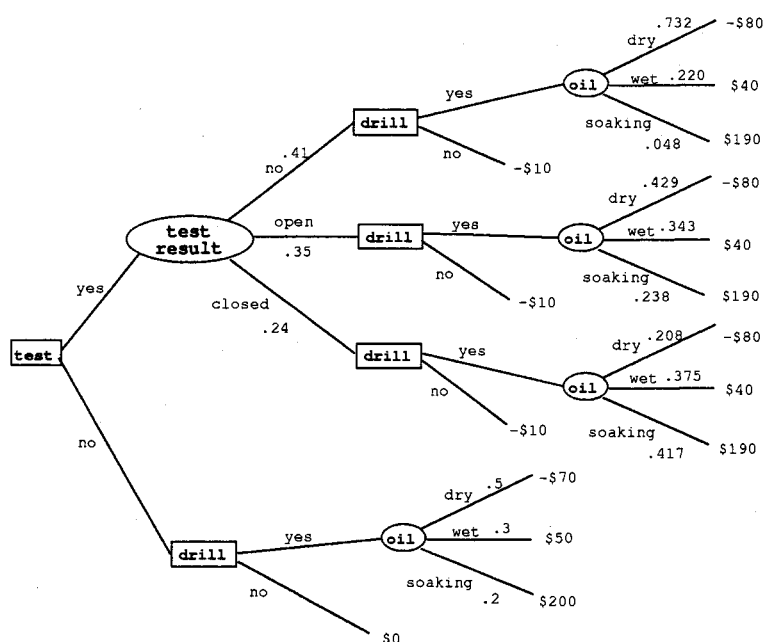 .732
-$80
dry
wet .220
$40
yes
oil
soaking
.048
$190
drill
no
-$10
.41
no
.429
-$80
dry
wet .343
$40
yes
oil
soaking
.238
$190
open
.35
drill
no
-$10
test
result
yes
closed
.24
.208
-$80
dry
wet .375
$40
yes
oil
soaking
.417
$190
drill
no
-$10
test
no
dry .5
-$70
wet .3
$50
yes
oil
soaking
.2
$200
drill
no
$0